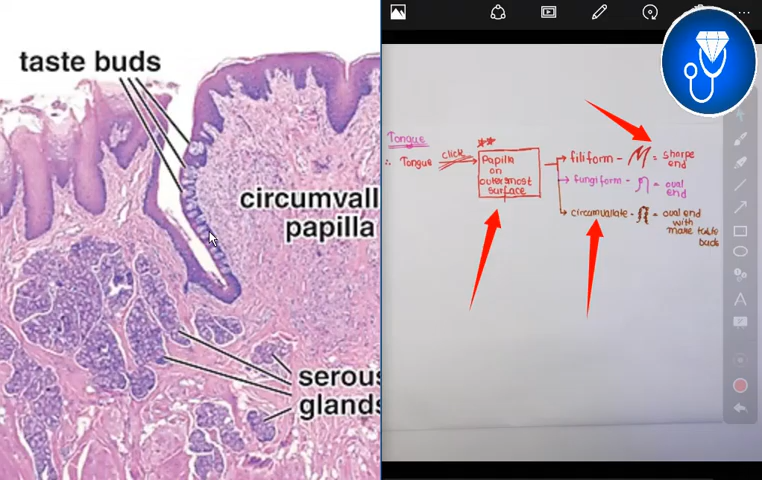 taste buds
circumvall
papilla
serous
glands
Tongue
∴ Tongue click
Papilla
on
outermost
surface
filiform - = sharpe
end
fungiform - = oval
end
circumvallate - = oval end
with
more taste
buds